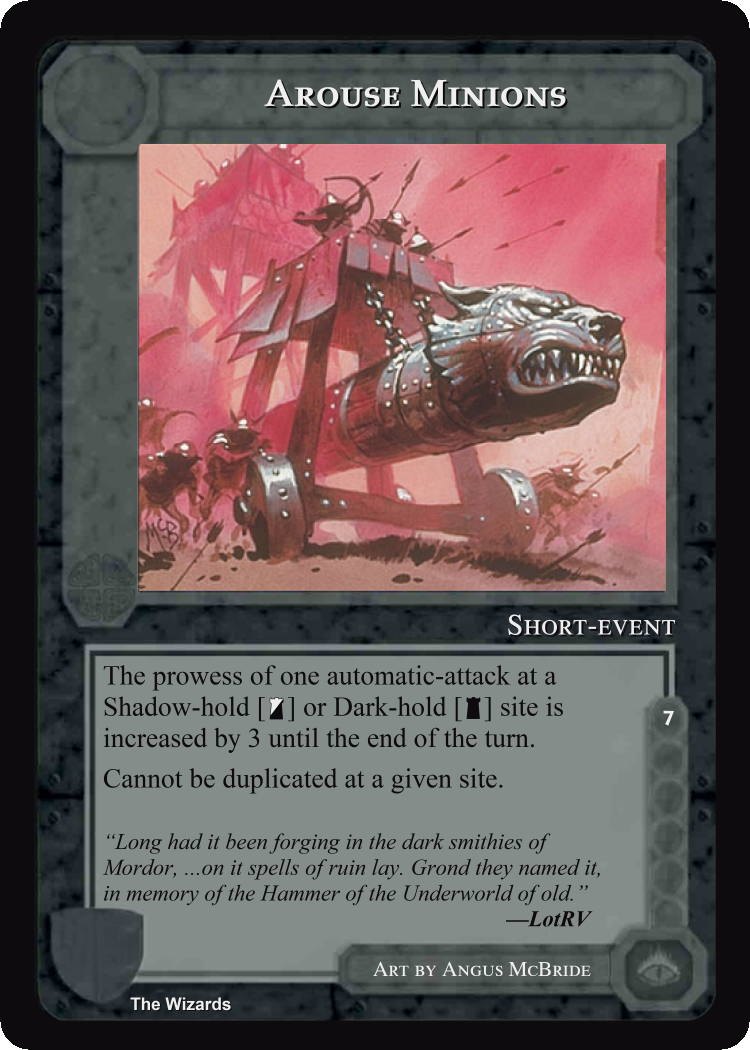 Arouse Minions
McB
Short-event
The prowess of one automatic-attack at a
Shadow-hold [ ] or Dark-hold [ ] site is
increased by 3 until the end of the turn.
Cannot be duplicated at a given site.
7
“Long had it been forging in the dark smithies of
Mordor, ...on it spells of ruin lay. Grond they named it,
in memory of the Hammer of the Underworld of old.”
—LotRV
Art by Angus McBride
The Wizards